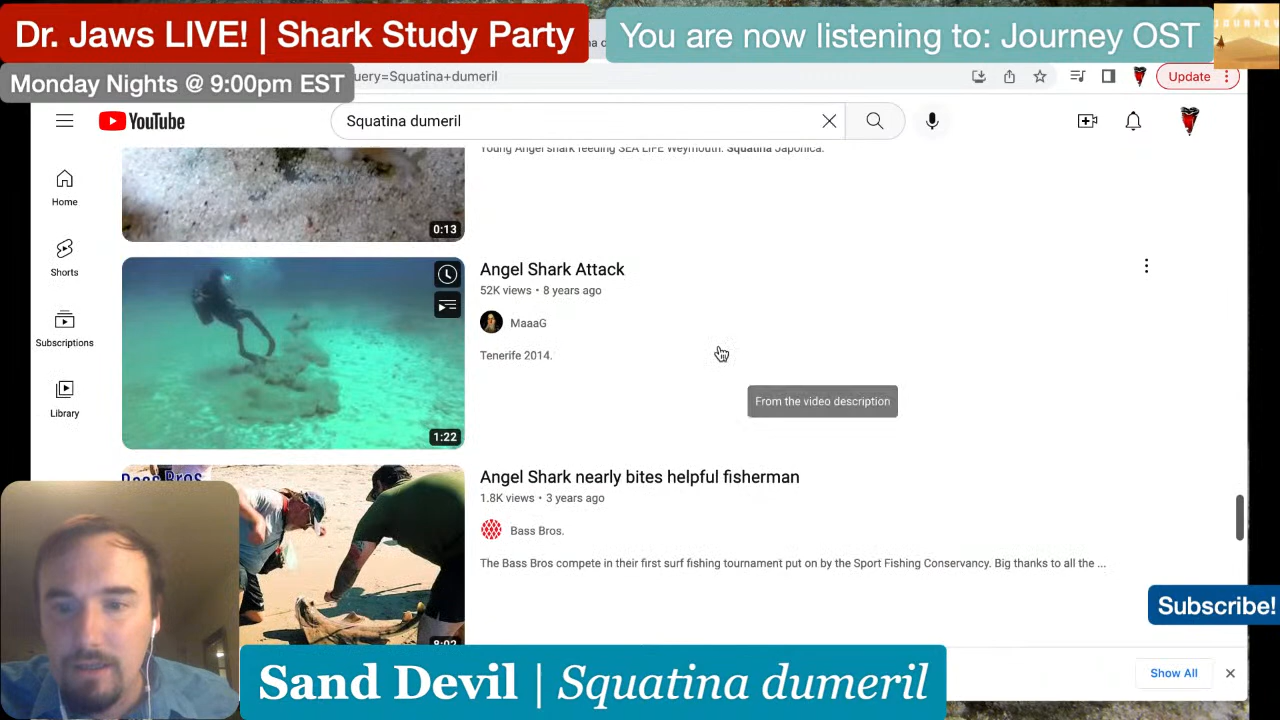 Dr. Jaws LIVE! | Shark Study Party
You are now listening to: Journey OST
Monday Nights @ 9:00pm EST
uery=Squatina+dumeril
Update
YouTube
Squatina dumeril
Young Angel shark feeding SEA LIFE Weymouth. Squatina Japonica.
Home
0:13
Shorts
Angel Shark Attack
52K views • 8 years ago
MaaaG
Subscriptions
Tenerife 2014.
From the video description
Library
1:22
Angel Shark nearly bites helpful fisherman
1.8K views • 3 years ago
Bass Bros.
The Bass Bros compete in their first surf fishing tournament put on by the Sport Fishing Conservancy. Big thanks to all the ...
Subscribe!
8:02
Sand Devil | Squatina dumeril
Show All